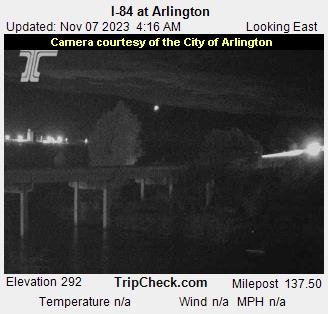 I-84 at Arlington
Updated: Nov 07 2023 4:16 AM Looking East
Camera courtesy of the City of Arlington
Elevation 292 TripCheck.com Milepost 137.50
Temperature n/a Wind n/a MPH n/a